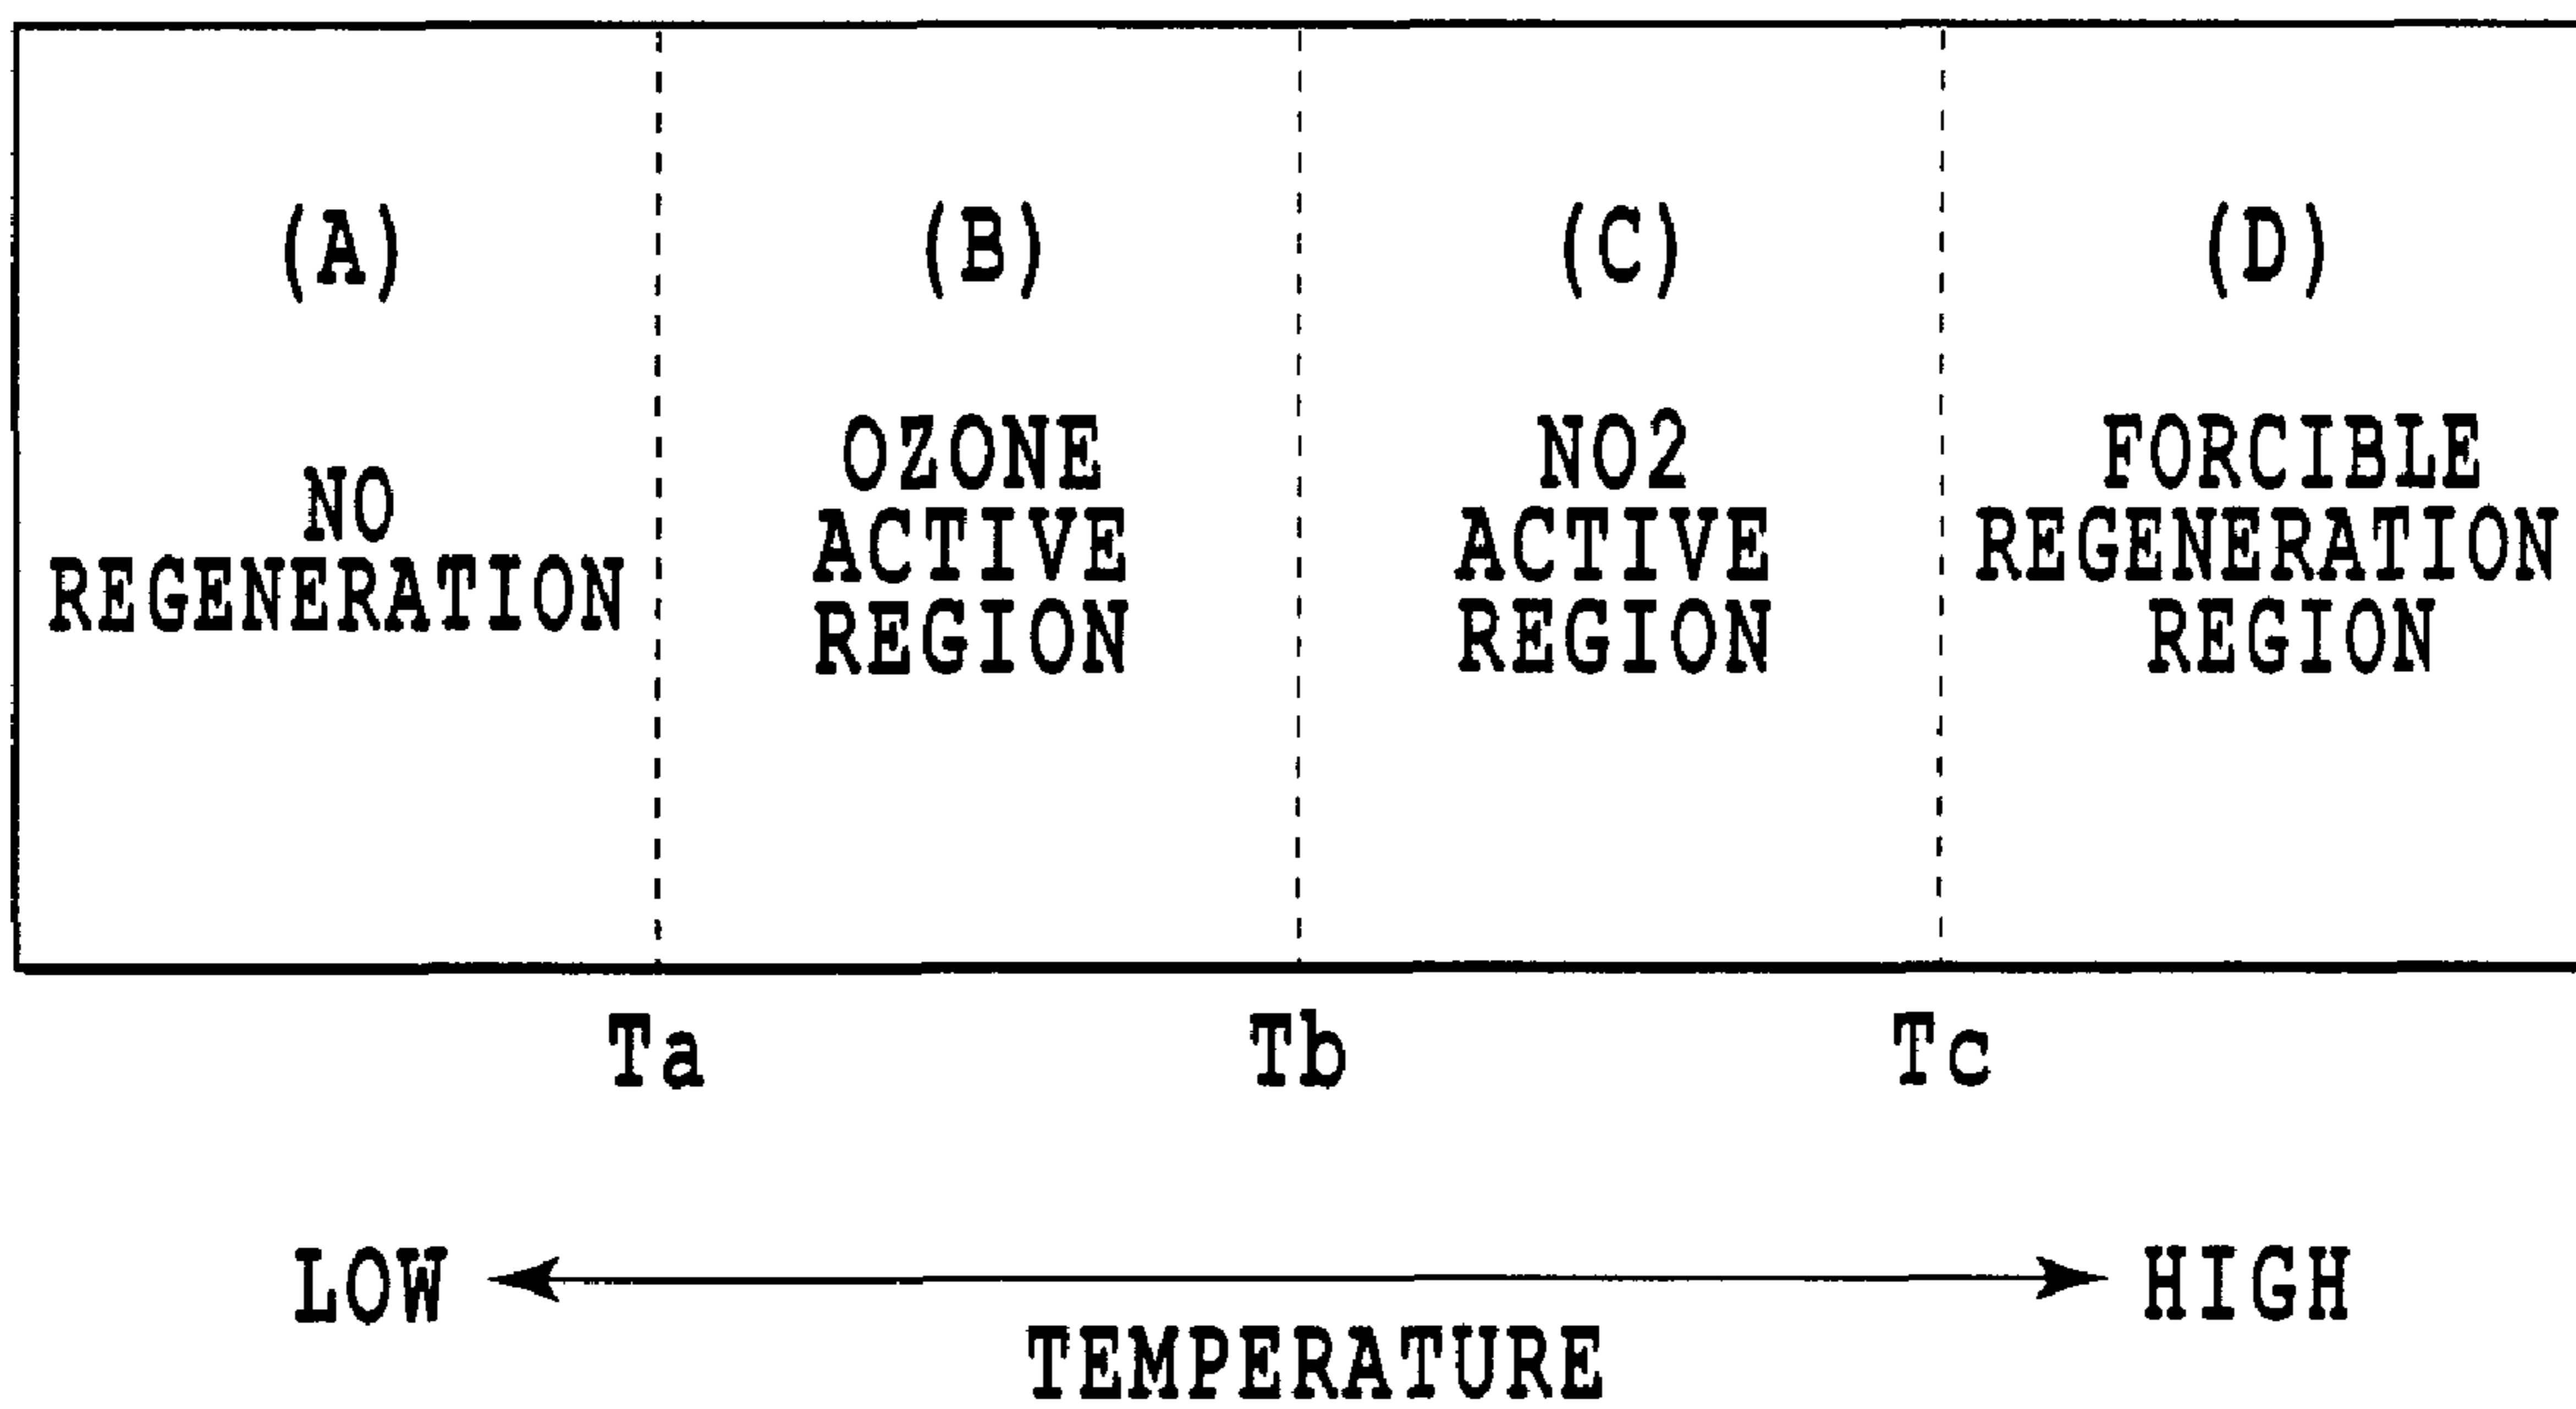 (A)
NO
REGENERATION
(B)
OZONE
ACTIVE
REGION
(C)
NO2
ACTIVE
REGION
(D)
FORCIBLE
REGENERATION
REGION
Ta
Tb
Tc
LOW
HIGH
TEMPERATURE